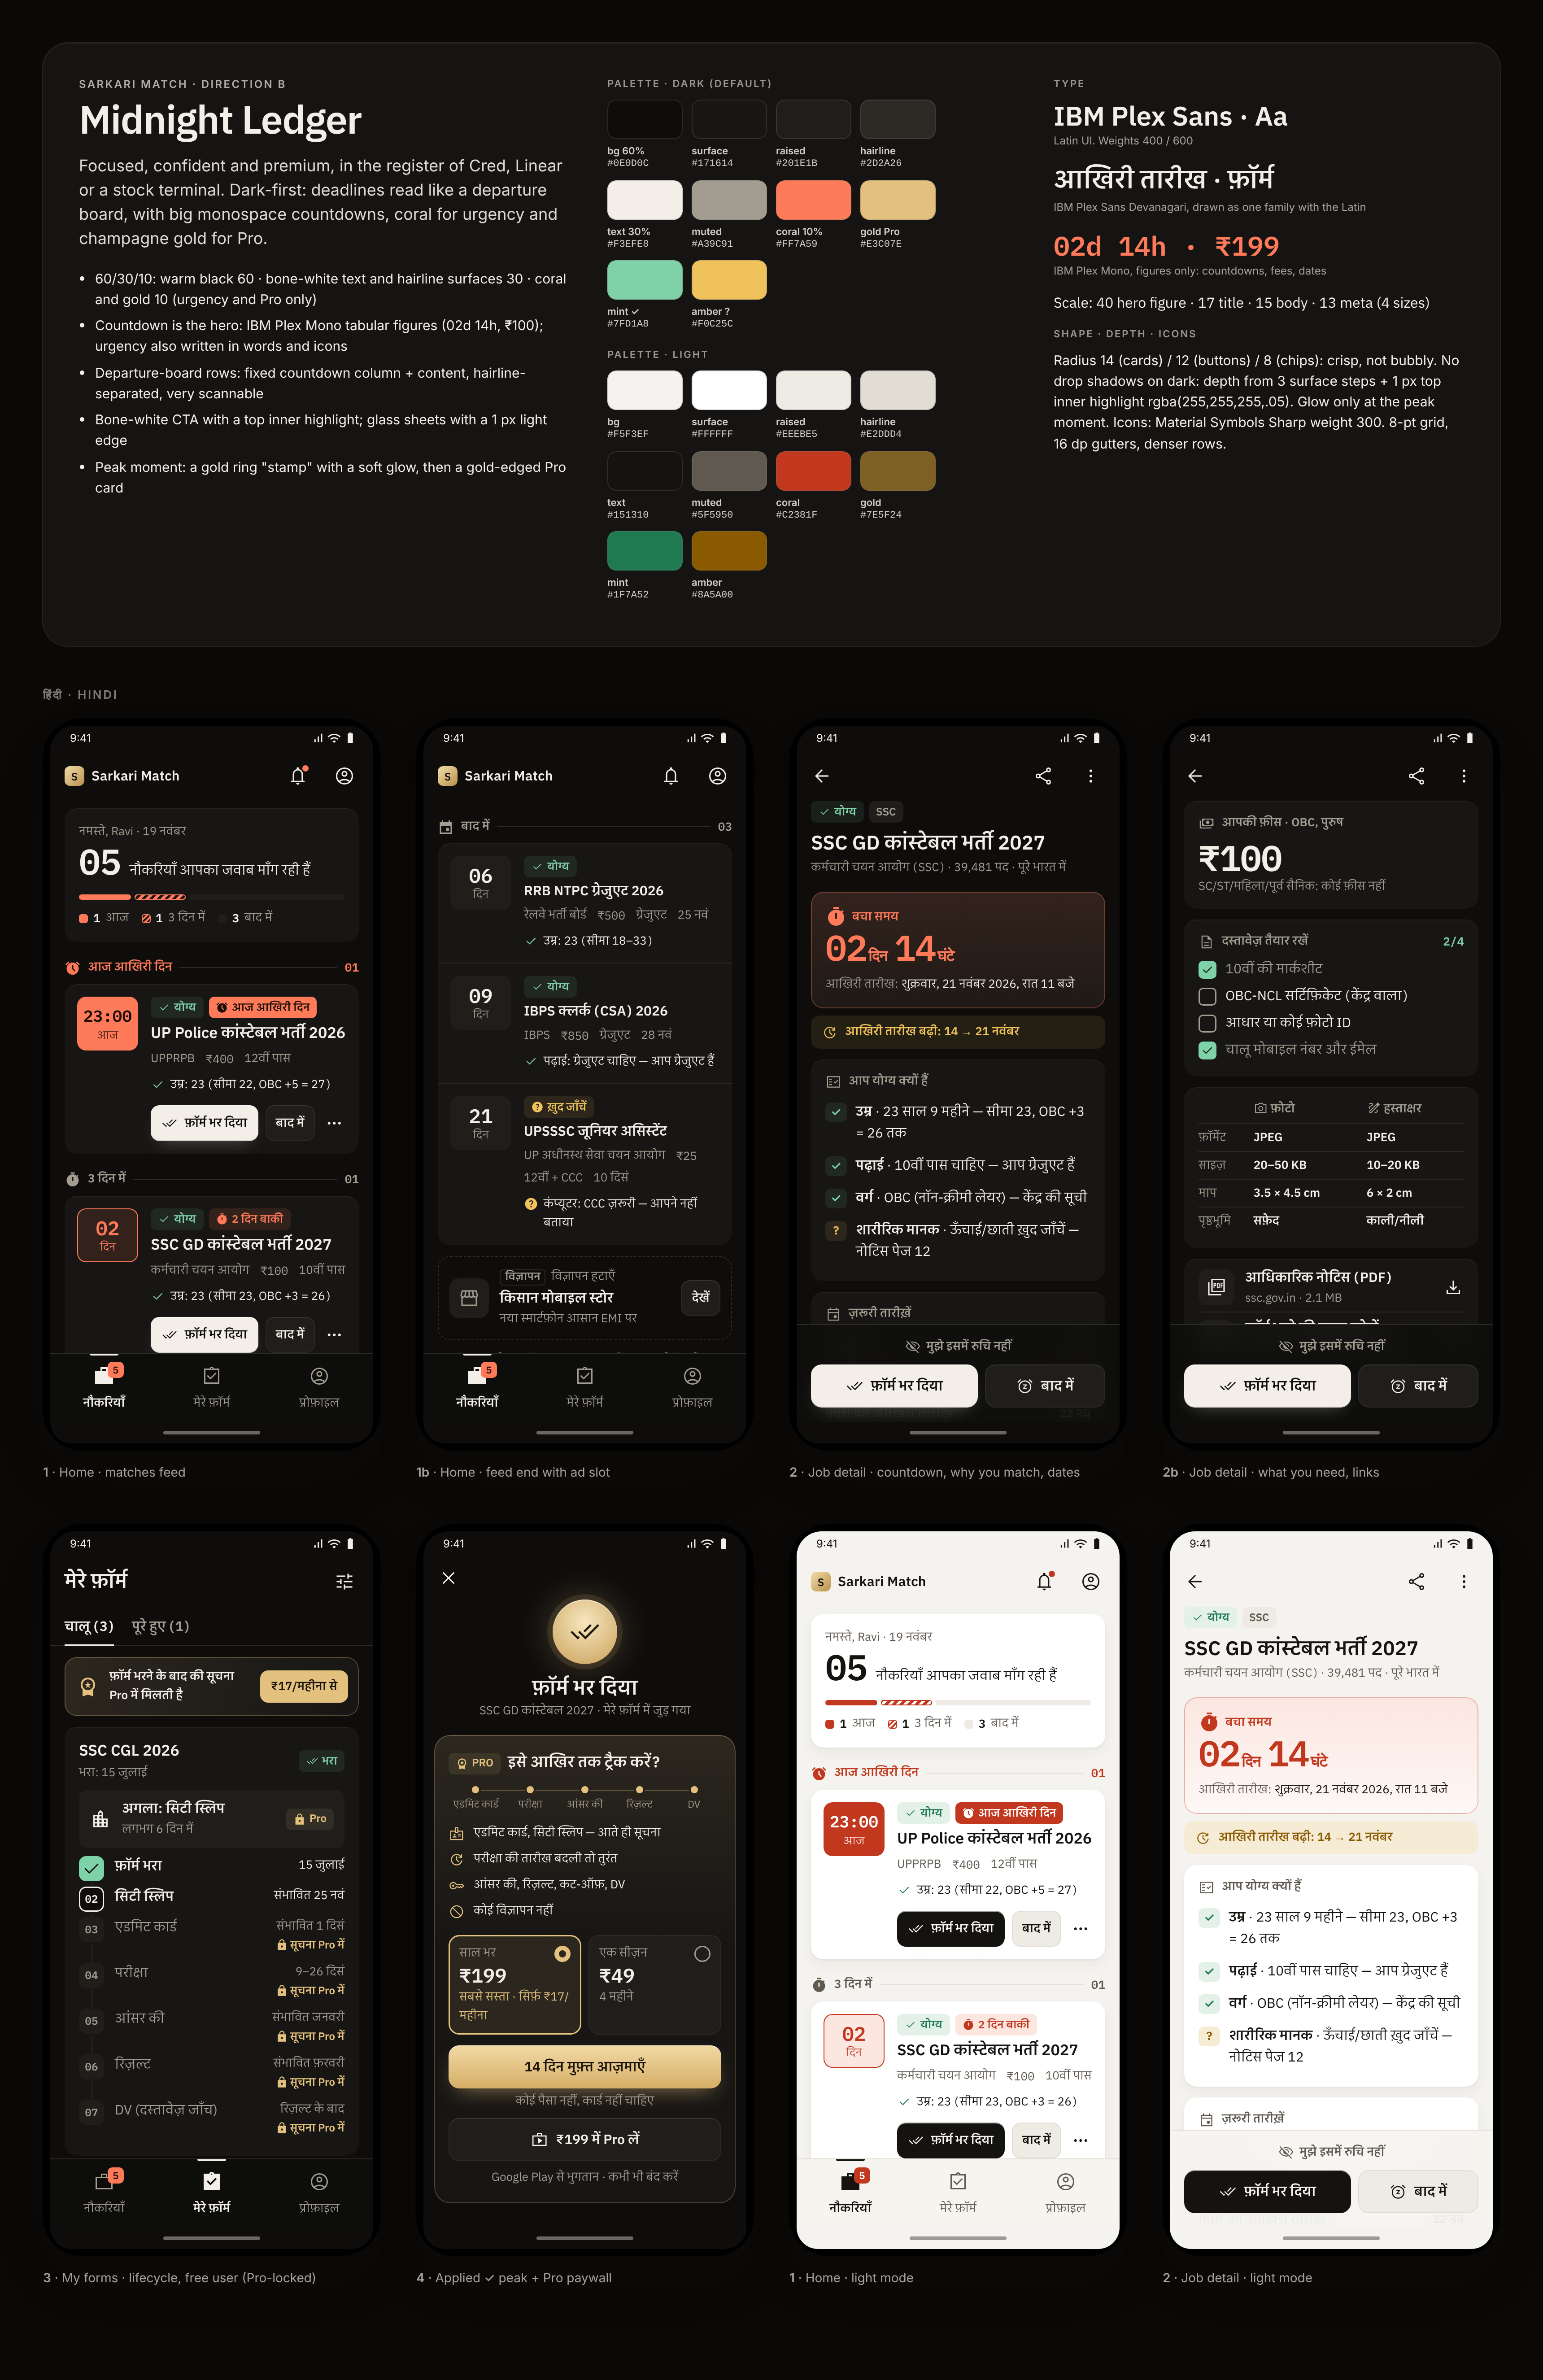 SARKARI MATCH · DIRECTION B
Midnight Ledger
Focused, confident and premium, in the register of Cred, Linear
or a stock terminal. Dark-first: deadlines read like a departure
board, with big monospace countdowns, coral for urgency and
champagne gold for Pro.
• 60/30/10: warm black 60 · bone-white text and hairline surfaces 30 · coral
and gold 10 (urgency and Pro only)
• Countdown is the hero: IBM Plex Mono tabular figures (02d 14h, ₹100);
urgency also written in words and icons
• Departure-board rows: fixed countdown column + content, hairline-
separated, very scannable
• Bone-white CTA with a top inner highlight; glass sheets with a 1 px light
edge
• Peak moment: a gold ring "stamp" with a soft glow, then a gold-edged Pro
card
PALETTE · DARK (DEFAULT)
bg 60% surface raised hairline
#0E0D0C #171614 #201E1B #2D2A26
text 30% muted coral 10% gold Pro
#F3EFE8 #A39C91 #FF7A59 #E3C07E
mint ✓ amber ?
#7FD1A8 #F0C25C
PALETTE · LIGHT
bg surface raised hairline
#F5F3EF #FFFFFF #EEEBE5 #E2DDD4
text muted coral gold
#151310 #5F5950 #C2381F #7E5F24
mint amber
#1F7A52 #8A5A00
TYPE
IBM Plex Sans · Aa
Latin UI. Weights 400 / 600
आखिरी तारीख · फ़ॉर्म
IBM Plex Sans Devanagari, drawn as one family with the Latin
02d 14h · ₹199
IBM Plex Mono, figures only: countdowns, fees, dates
Scale: 40 hero figure · 17 title · 15 body · 13 meta (4 sizes)
SHAPE · DEPTH · ICONS
Radius 14 (cards) / 12 (buttons) / 8 (chips): crisp, not bubbly. No
drop shadows on dark: depth from 3 surface steps + 1 px top
inner highlight rgba(255,255,255,.05). Glow only at the peak
moment. Icons: Material Symbols Sharp weight 300. 8-pt grid,
16 dp gutters, denser rows.
हिंदी · HINDI
9:41
S Sarkari Match
नमस्ते, Ravi · 19 नवंबर
05 नौकरियाँ आपका जवाब माँग रही हैं
1 आज 1 3 दिन में 3 बाद में
आज आखिरी दिन 01
23:00
आज
✓ योग्य आज आखिरी दिन
UP Police कांस्टेबल भर्ती 2026
UPPRPB ₹400 12वीं पास
✓ उम्र: 23 (सीमा 22, OBC +5 = 27)
फ़ॉर्म भर दिया बाद में ...
3 दिन में 01
02
दिन
✓ योग्य 2 दिन बाकी
SSC GD कांस्टेबल भर्ती 2027
कर्मचारी चयन आयोग ₹100 10वीं पास
✓ उम्र: 23 (सीमा 23, OBC +3 = 26)
फ़ॉर्म भर दिया बाद में ...
5
नौकरियाँ मेरे फ़ॉर्म प्रोफ़ाइल
1 · Home · matches feed
9:41
S Sarkari Match
बाद में 03
06
दिन
✓ योग्य
RRB NTPC ग्रेजुएट 2026
रेलवे भर्ती बोर्ड ₹500 ग्रेजुएट 25 नवं
✓ उम्र: 23 (सीमा 18–33)
09
दिन
✓ योग्य
IBPS क्लर्क (CSA) 2026
IBPS ₹850 ग्रेजुएट 28 नवं
✓ पढ़ाई: ग्रेजुएट चाहिए — आप ग्रेजुएट हैं
21
दिन
? ख़ुद जाँचें
UPSSSC जूनियर असिस्टेंट
UP अधीनस्थ सेवा चयन आयोग ₹25
12वीं + CCC 10 दिसं
? कंप्यूटर: CCC ज़रूरी — आपने नहीं
बताया
विज्ञापन विज्ञापन हटाएँ
किसान मोबाइल स्टोर
नया स्मार्टफ़ोन आसान EMI पर
देखें
5
नौकरियाँ मेरे फ़ॉर्म प्रोफ़ाइल
1b · Home · feed end with ad slot
9:41
✓ योग्य SSC
SSC GD कांस्टेबल भर्ती 2027
कर्मचारी चयन आयोग (SSC) · 39,481 पद · पूरे भारत में
बचा समय
02दिन 14घंटे
आखिरी तारीख: शुक्रवार, 21 नवंबर 2026, रात 11 बजे
आखिरी तारीख बढ़ी: 14 → 21 नवंबर
आप योग्य क्यों हैं
✓ उम्र · 23 साल 9 महीने — सीमा 23, OBC +3
= 26 तक
✓ पढ़ाई · 10वीं पास चाहिए — आप ग्रेजुएट हैं
✓ वर्ग · OBC (नॉन-क्रीमी लेयर) — केंद्र की सूची
? शारीरिक मानक · ऊँचाई/छाती ख़ुद जाँचें —
नोटिस पेज 12
ज़रूरी तारीख़ें
मुझे इसमें रुचि नहीं
फ़ॉर्म भर दिया बाद में
22 नवं
2 · Job detail · countdown, why you match, dates
9:41
आपकी फ़ीस · OBC, पुरुष
₹100
SC/ST/महिला/पूर्व सैनिक: कोई फ़ीस नहीं
दस्तावेज़ तैयार रखें 2/4
10वीं की मार्कशीट
OBC-NCL सर्टिफ़िकेट (केंद्र वाला)
आधार या कोई फ़ोटो ID
चालू मोबाइल नंबर और ईमेल
फ़ोटो हस्ताक्षर
फ़ॉर्मेट JPEG JPEG
साइज़ 20–50 KB 10–20 KB
माप 3.5 × 4.5 cm 6 × 2 cm
पृष्ठभूमि सफ़ेद काली/नीली
PDF आधिकारिक नोटिस (PDF)
ssc.gov.in · 2.1 MB
मुझे इसमें रुचि नहीं
फ़ॉर्म भर दिया बाद में
2b · Job detail · what you need, links
9:41
मेरे फ़ॉर्म
चालू (3) पूरे हुए (1)
फ़ॉर्म भरने के बाद की सूचना
Pro में मिलती है
₹17/महीना से
SSC CGL 2026
भरा: 15 जुलाई
भरा
अगला: सिटी स्लिप
लगभग 6 दिन में
Pro
फ़ॉर्म भरा 15 जुलाई
02 सिटी स्लिप संभावित 25 नवं
03 एडमिट कार्ड संभावित 1 दिसं
सूचना Pro में
04 परीक्षा 9–26 दिसं
सूचना Pro में
05 आंसर की संभावित जनवरी
सूचना Pro में
06 रिज़ल्ट संभावित फ़रवरी
सूचना Pro में
07 DV (दस्तावेज़ जाँच) रिज़ल्ट के बाद
सूचना Pro में
5
नौकरियाँ मेरे फ़ॉर्म प्रोफ़ाइल
3 · My forms · lifecycle, free user (Pro-locked)
9:41
फ़ॉर्म भर दिया
SSC GD कांस्टेबल 2027 · मेरे फ़ॉर्म में जुड़ गया
PRO इसे आखिर तक ट्रैक करें?
एडमिट कार्ड परीक्षा आंसर की रिज़ल्ट DV
एडमिट कार्ड, सिटी स्लिप — आते ही सूचना
परीक्षा की तारीख बदली तो तुरंत
आंसर की, रिज़ल्ट, कट-ऑफ़, DV
कोई विज्ञापन नहीं
साल भर
₹199
सबसे सस्ता · सिर्फ़ ₹17/
महीना
एक सीज़न
₹49
4 महीने
14 दिन मुफ़्त आज़माएँ
कोई पैसा नहीं, कार्ड नहीं चाहिए
₹199 में Pro लें
Google Play से भुगतान · कभी भी बंद करें
4 · Applied ✓ peak + Pro paywall
9:41
S Sarkari Match
नमस्ते, Ravi · 19 नवंबर
05 नौकरियाँ आपका जवाब माँग रही हैं
1 आज 1 3 दिन में 3 बाद में
आज आखिरी दिन 01
23:00
आज
✓ योग्य आज आखिरी दिन
UP Police कांस्टेबल भर्ती 2026
UPPRPB ₹400 12वीं पास
✓ उम्र: 23 (सीमा 22, OBC +5 = 27)
फ़ॉर्म भर दिया बाद में ...
3 दिन में 01
02
दिन
✓ योग्य 2 दिन बाकी
SSC GD कांस्टेबल भर्ती 2027
कर्मचारी चयन आयोग ₹100 10वीं पास
✓ उम्र: 23 (सीमा 23, OBC +3 = 26)
फ़ॉर्म भर दिया बाद में ...
5
नौकरियाँ मेरे फ़ॉर्म प्रोफ़ाइल
1 · Home · light mode
9:41
✓ योग्य SSC
SSC GD कांस्टेबल भर्ती 2027
कर्मचारी चयन आयोग (SSC) · 39,481 पद · पूरे भारत में
बचा समय
02दिन 14घंटे
आखिरी तारीख: शुक्रवार, 21 नवंबर 2026, रात 11 बजे
आखिरी तारीख बढ़ी: 14 → 21 नवंबर
आप योग्य क्यों हैं
✓ उम्र · 23 साल 9 महीने — सीमा 23, OBC +3
= 26 तक
✓ पढ़ाई · 10वीं पास चाहिए — आप ग्रेजुएट हैं
✓ वर्ग · OBC (नॉन-क्रीमी लेयर) — केंद्र की सूची
? शारीरिक मानक · ऊँचाई/छाती ख़ुद जाँचें —
नोटिस पेज 12
ज़रूरी तारीख़ें
मुझे इसमें रुचि नहीं
फ़ॉर्म भर दिया बाद में
22 नवं
2 · Job detail · light mode